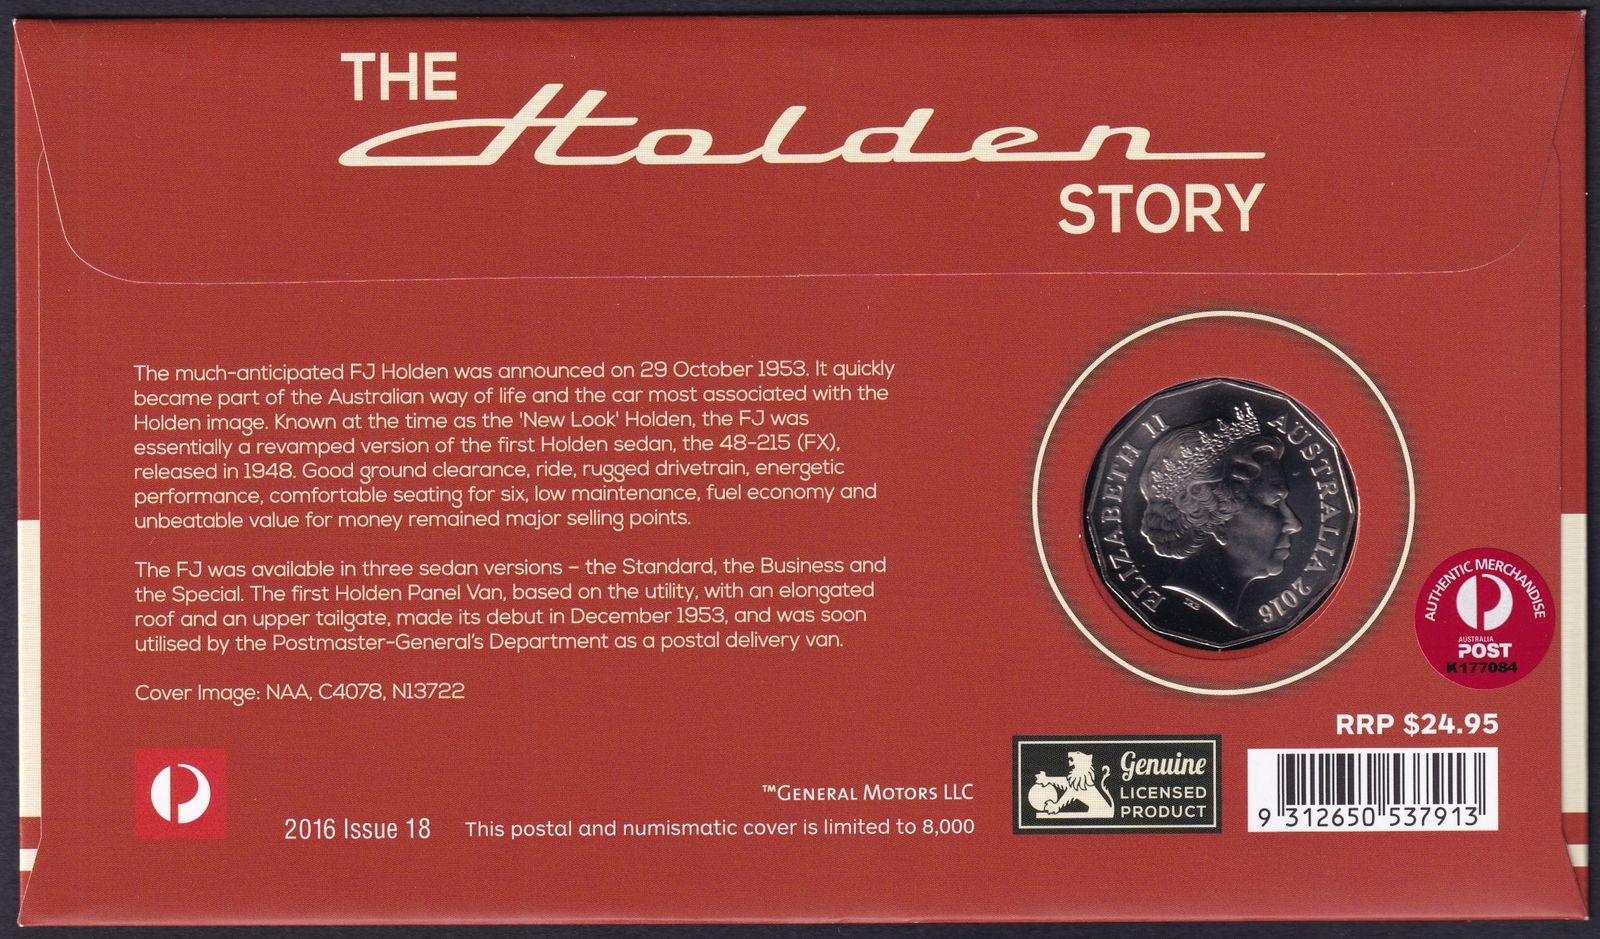 THE
Holden
STORY
The much-anticipated FJ Holden was announced on 29 October 1953. It quickly
became part of the Australian way of life and the car most associated with the
Holden image. Known at the time as the 'New Look' Holden, the FJ was
essentially a revamped version of the first Holden sedan, the 48-215 (FX),
released in 1948. Good ground clearance, ride, rugged drivetrain, energetic
performance, comfortable seating for six, low maintenance, fuel economy and
unbeatable value for money remained major selling points.
The FJ was available in three sedan versions – the Standard, the Business and
the Special. The first Holden Panel Van, based on the utility, with an elongated
roof and an upper tailgate, made its debut in December 1953, and was soon
utilised by the Postmaster-General's Department as a postal delivery van.
Cover Image: NAA, C4078, N13722
ELIZABETH II
AUSTRALIA 2016
IRB
AUTHENTIC MERCHANDISE
AUSTRALIA
POST
K177084
RRP $24.95
™GENERAL MOTORS LLC
2016 Issue 18
This postal and numismatic cover is limited to 8,000
Genuine
LICENSED
PRODUCT
9 312650 537913